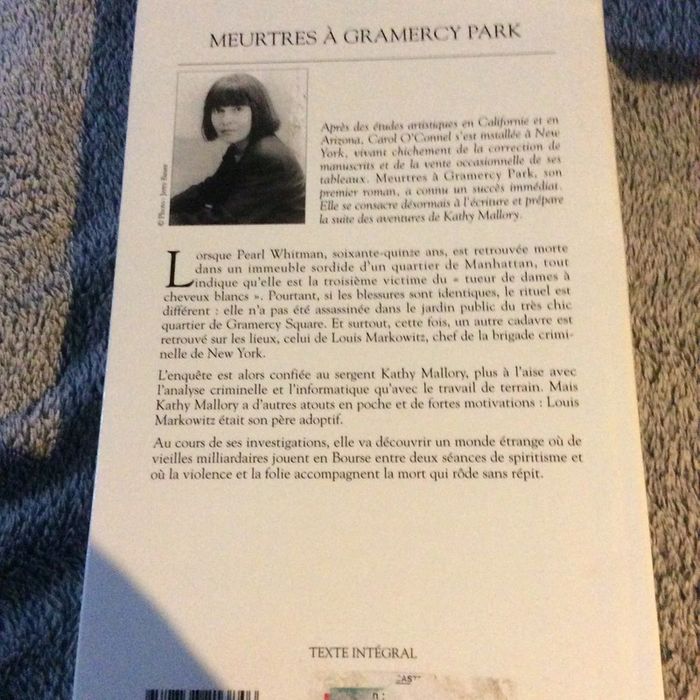 MEURTRES À GRAMERCY PARK
© Photo : Jerry Bauer
Après des études artistiques en Californie et en
Arizona, Carol O'Connel s'est installée à New
York, vivant chichement de la correction de
manuscrits et de la vente occasionnelle de ses
tableaux. Meurtres à Gramercy Park, son
premier roman, a connu un succès immédiat.
Elle se consacre désormais à l'écriture et prépare
la suite des aventures de Kathy Mallory.
Lorsque Pearl Whitman, soixante-quinze ans, est retrouvée morte
dans un immeuble sordide d'un quartier de Manhattan, tout
indique qu'elle est la troisième victime du « tueur de dames à
cheveux blancs ». Pourtant, si les blessures sont identiques, le rituel est
différent : elle n'a pas été assassinée dans le jardin public du très chic
quartier de Gramercy Square. Et surtout, cette fois, un autre cadavre est
retrouvé sur les lieux, celui de Louis Markowitz, chef de la brigade crimi-
nelle de New York.
L'enquête est alors confiée au sergent Kathy Mallory, plus à l'aise avec
l'analyse criminelle et l'informatique qu'avec le travail de terrain. Mais
Kathy Mallory a d'autres atouts en poche et de fortes motivations : Louis
Markowitz était son père adoptif.
Au cours de ses investigations, elle va découvrir un monde étrange où de
vieilles milliardaires jouent en Bourse entre deux séances de spiritisme et
où la violence et la folie accompagnent la mort qui rôde sans répit.
TEXTE INTÉGRAL